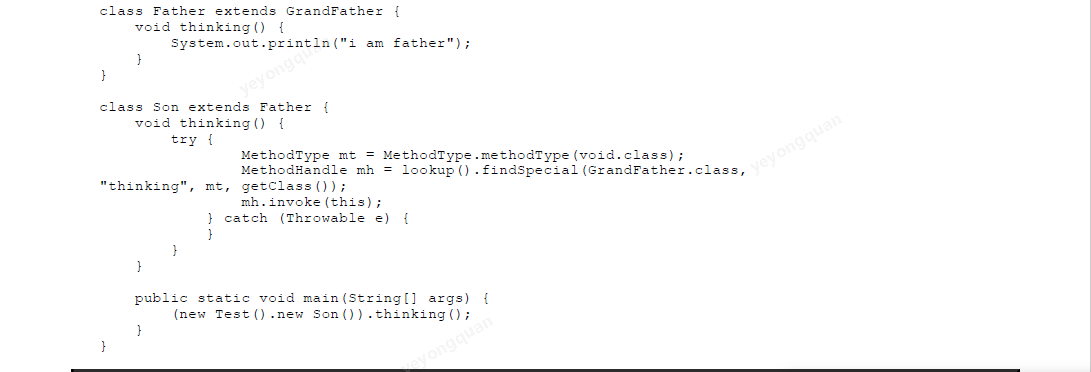 class Father extends GrandFather {
    void thinking() {
        System.out.println("i am father");
    }
}
class Son extends Father {
    void thinking() {
        try {
                MethodType mt = MethodType.methodType(void.class);
                MethodHandle mh = lookup().findSpecial(GrandFather.class,
"thinking", mt, getClass());
                mh.invoke(this);
            } catch (Throwable e) {
            }
        }
    }
    public static void main(String[] args) {
        (new Test().new Son()).thinking();
    }
}
yeyongquan
yeyongquan
yeyongquan